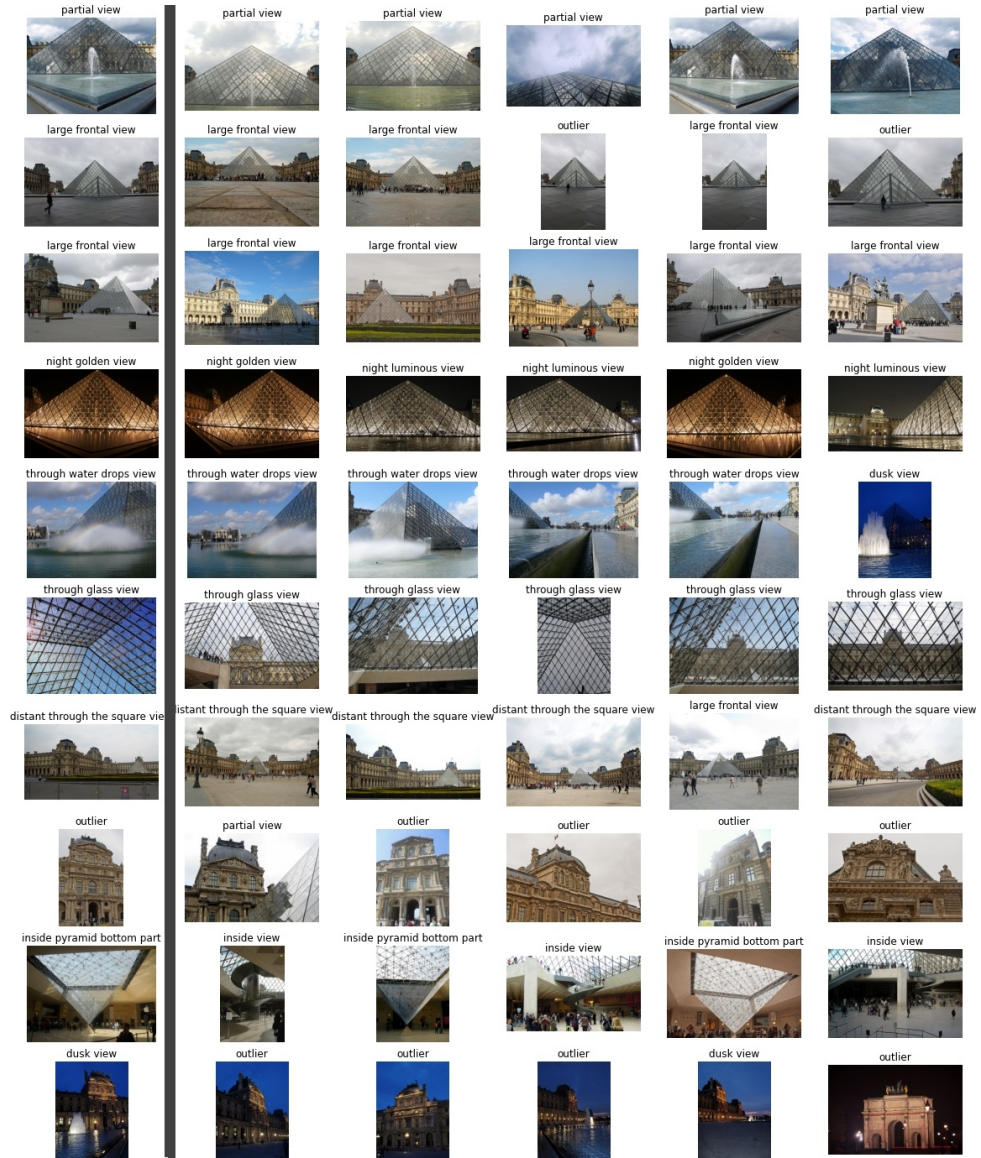 partial view
partial view
partial view
partial view
partial view
partial view
large frontal view
large frontal view
large frontal view
outlier
large frontal view
outlier
large frontal view
large frontal view
large frontal view
large frontal view
large frontal view
large frontal view
night golden view
night golden view
night luminous view
night luminous view
night golden view
night luminous view
through water drops view
through water drops view
through water drops view
through water drops view
through water drops view
dusk view
through glass view
through glass view
through glass view
through glass view
through glass view
through glass view
distant through the square view
distant through the square view
distant through the square view
distant through the square view
large frontal view
distant through the square view
outlier
partial view
outlier
outlier
outlier
outlier
inside pyramid bottom part
inside view
inside pyramid bottom part
inside view
inside pyramid bottom part
inside view
dusk view
outlier
outlier
outlier
dusk view
outlier